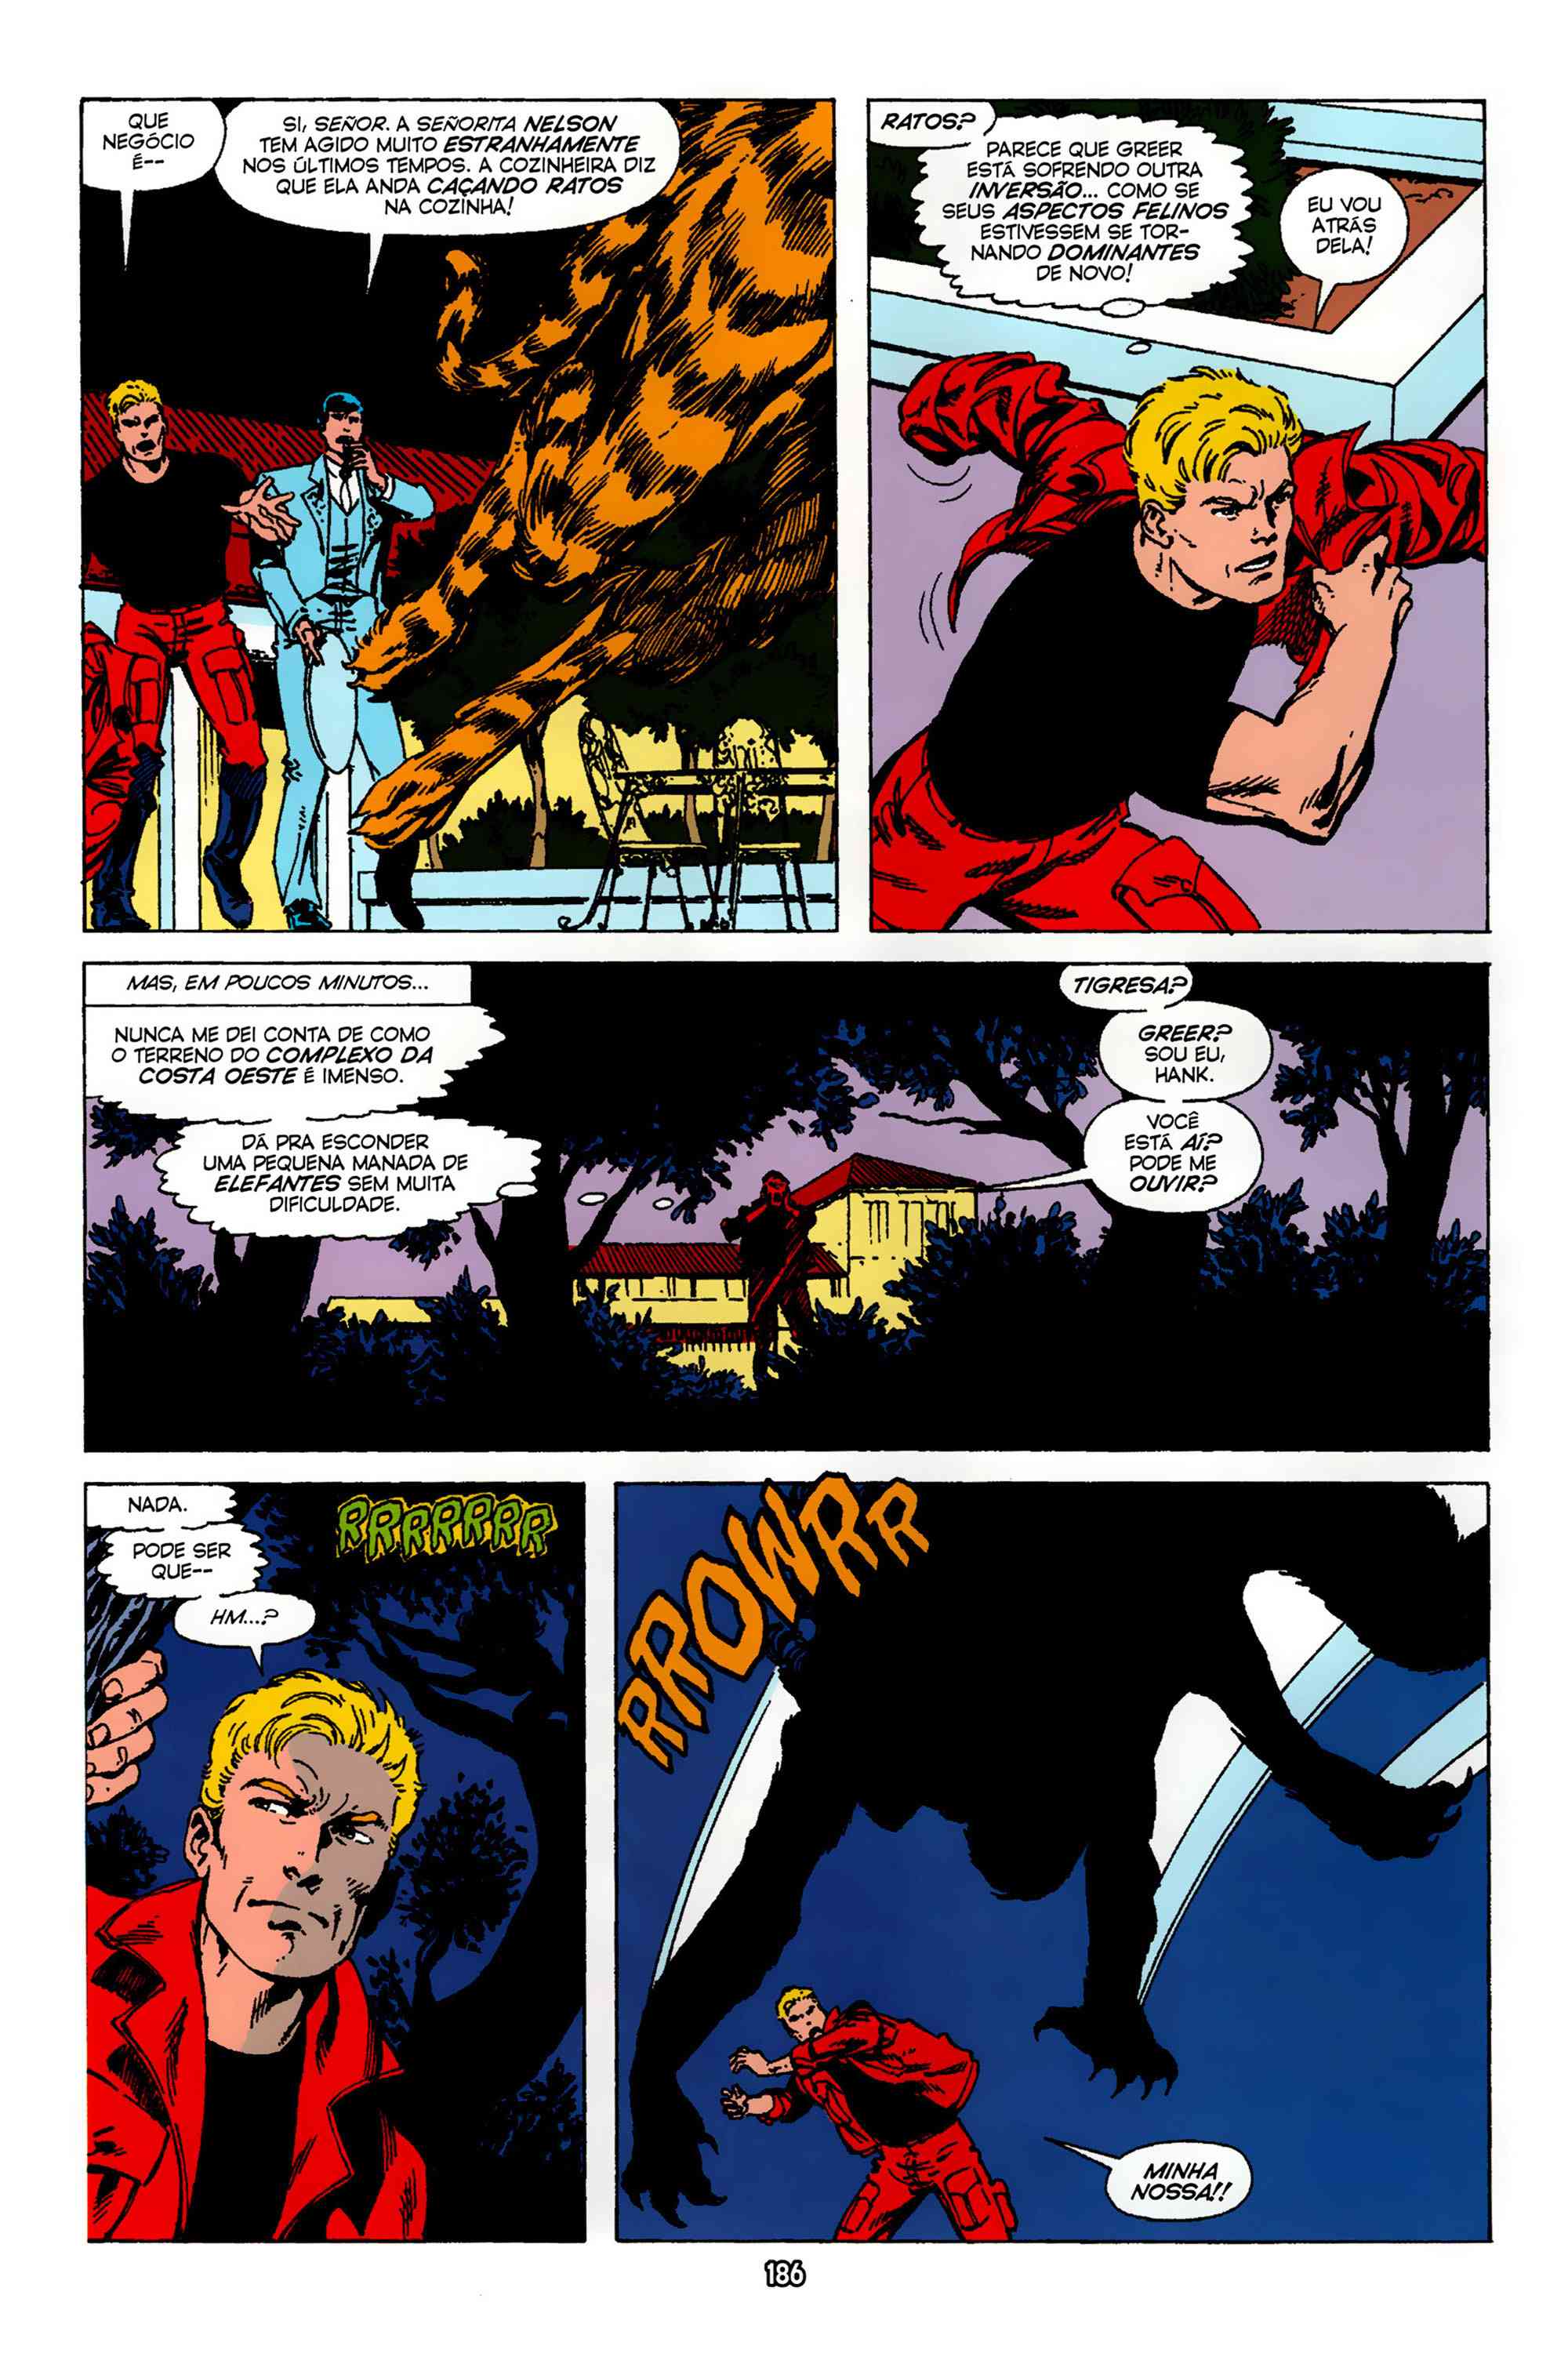 QUE
NEGÓCIO
É--
SI, SEÑOR. A SEÑORITA NELSON
TEM AGIDO MUITO ESTRANHAMENTE
NOS ÚLTIMOS TEMPOS. A COZINHEIRA DIZ
QUE ELA ANDA CAÇANDO RATOS
NA COZINHA!
RATOS?
PARECE QUE GREER
ESTÁ SOFRENDO OUTRA
INVERSÃO... COMO SE
SEUS ASPECTOS FELINOS
ESTIVESSEM SE TOR-
NANDO DOMINANTES
DE NOVO!
EU VOU
ATRÁS
DELA!
MAS, EM POUCOS MINUTOS...
NUNCA ME DEI CONTA DE COMO
O TERRENO DO COMPLEXO DA
COSTA OESTE É IMENSO.
DÁ PRA ESCONDER
UMA PEQUENA MANADA DE
ELEFANTES SEM MUITA
DIFICULDADE.
TIGRESA?
GREER?
SOU EU,
HANK.
VOCÊ
ESTÁ AÍ?
PODE ME
OUVIR?
NADA.
PODE SER
QUE--
HM...?
RRRRRRR
RROWRR
MINHA
NOSSA!!
186